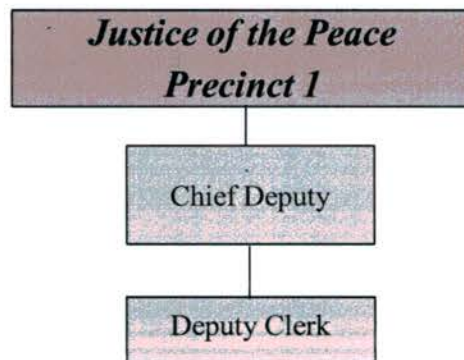 Justice of the Peace
Precinct 1
Chief Deputy
Deputy Clerk